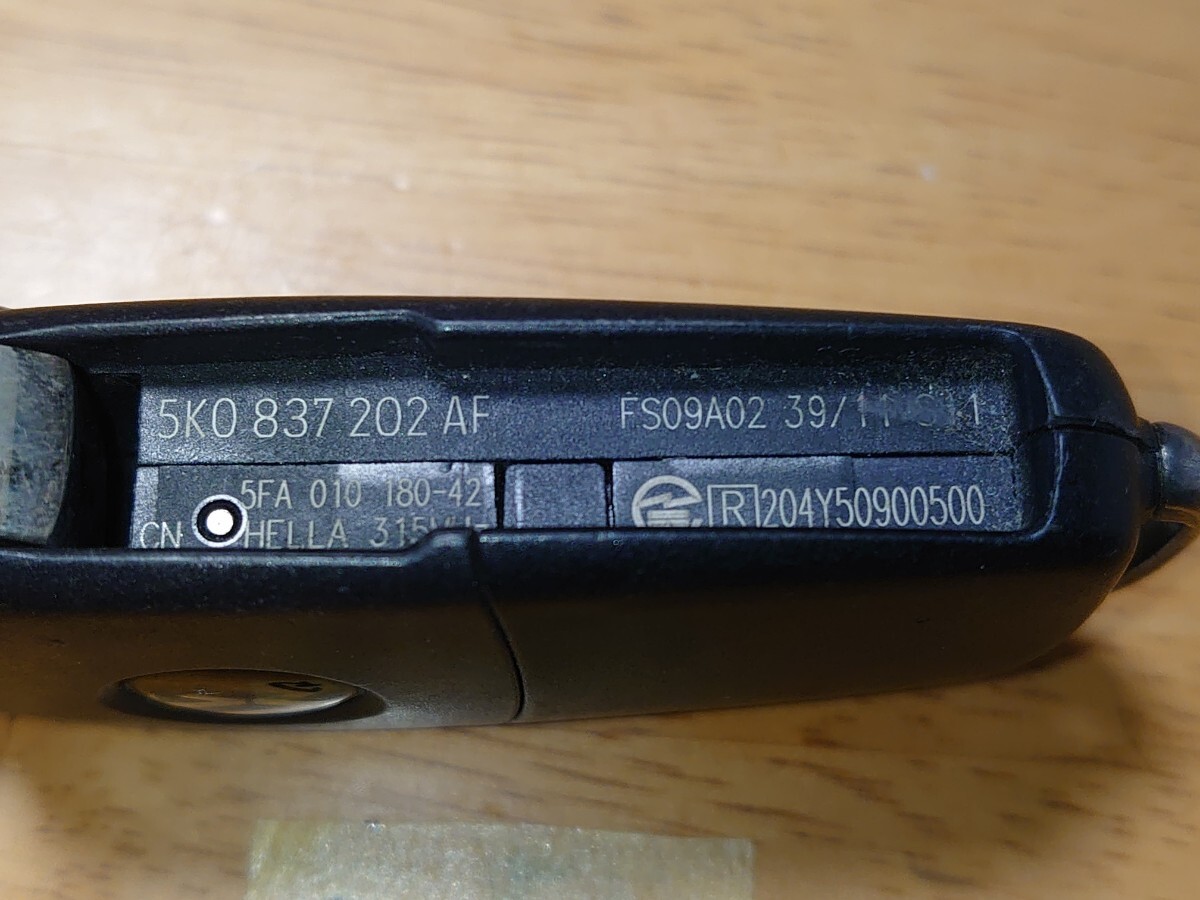 5K0 837 202 AF
FS09A02 39/11
5FA 010 180-42
CN HELLA
R 204Y50900500